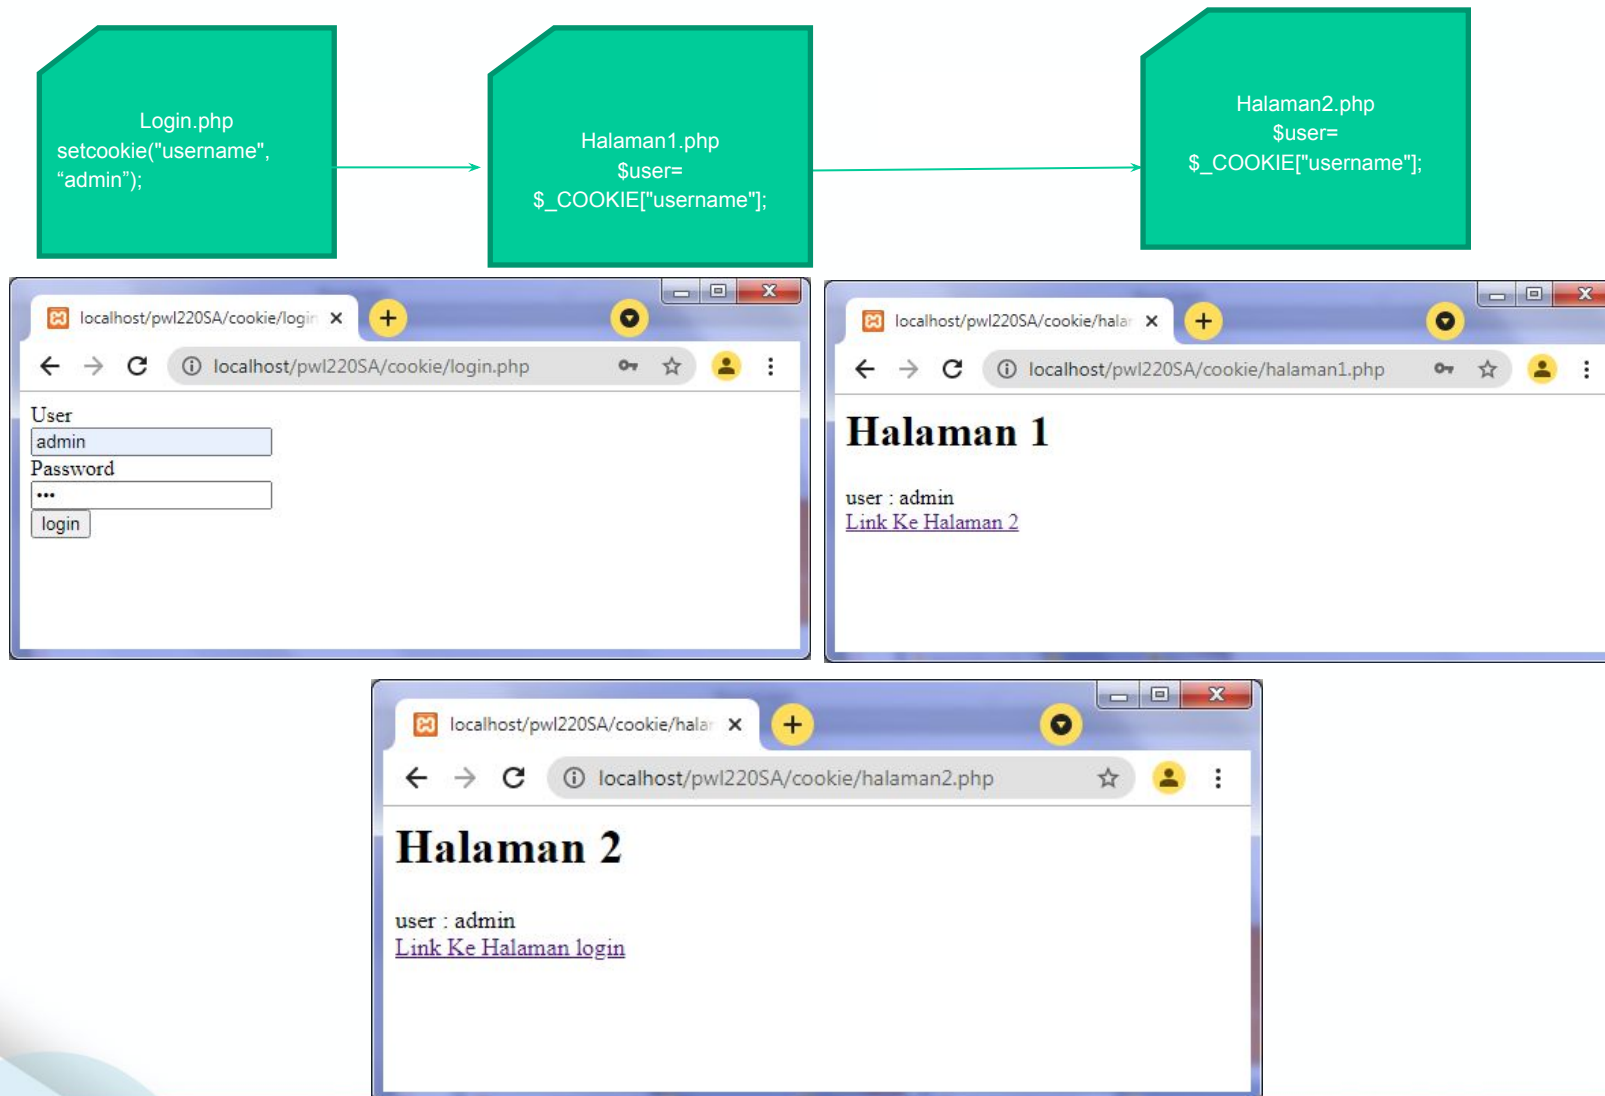 Login.php
setcookie("username",
“admin”);
Halaman1.php
$user=
$_COOKIE["username"];
Halaman2.php
$user=
$_COOKIE["username"];
localhost/pwl220SA/cookie/login
localhost/pwl220SA/cookie/login.php
User
admin
Password
•••
login
localhost/pwl220SA/cookie/halar
localhost/pwl220SA/cookie/halaman1.php
Halaman 1
user : admin
Link Ke Halaman 2
localhost/pwl220SA/cookie/halar
localhost/pwl220SA/cookie/halaman2.php
Halaman 2
user : admin
Link Ke Halaman login